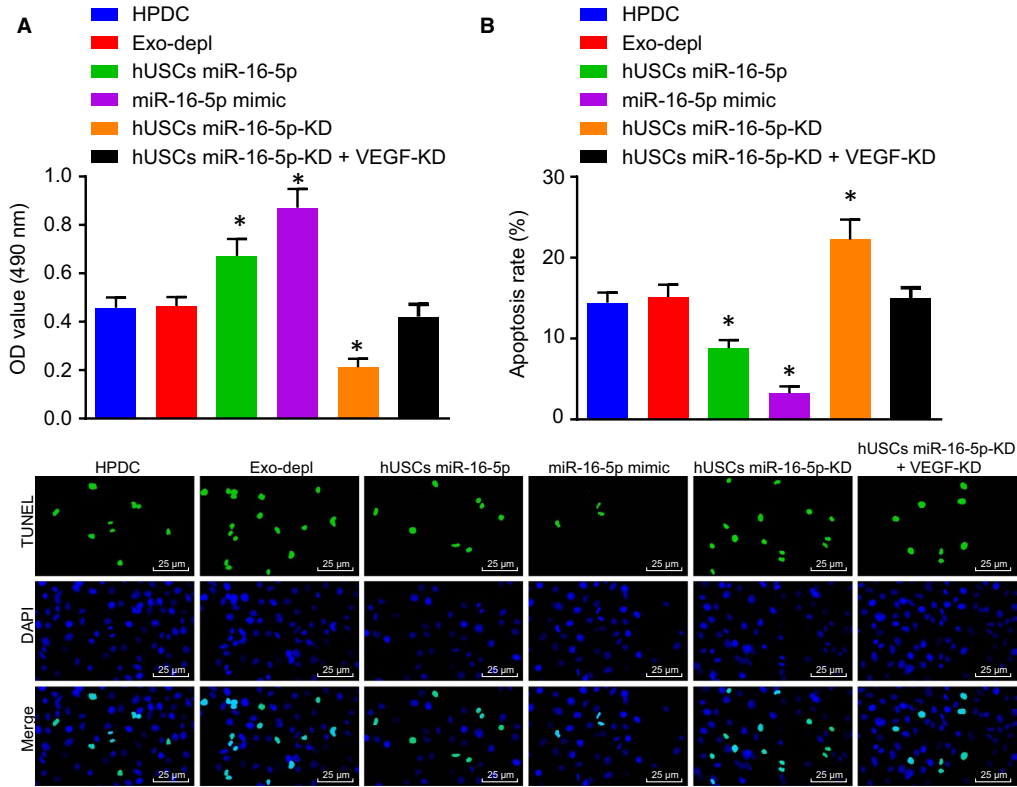 A
HPDC
Exo-depl
hUSCs miR-16-5p
miR-16-5p mimic
hUSCs miR-16-5p-KD
hUSCs miR-16-5p-KD + VEGF-KD
OD value (490 nm)
1.0
0.8
0.6
0.4
0.2
0.0
*
*
*
B
HPDC
Exo-depl
hUSCs miR-16-5p
miR-16-5p mimic
hUSCs miR-16-5p-KD
hUSCs miR-16-5p-KD + VEGF-KD
Apoptosis rate (%)
30
20
10
0
*
*
*
HPDC
Exo-depl
hUSCs miR-16-5p
miR-16-5p mimic
hUSCs miR-16-5p-KD
hUSCs miR-16-5p-KD
+ VEGF-KD
TUNEL
25 µm
25 µm
25 µm
25 µm
25 µm
25 µm
DAPI
25 µm
25 µm
25 µm
25 µm
25 µm
25 µm
Merge
25 µm
25 µm
25 µm
25 µm
25 µm
25 µm